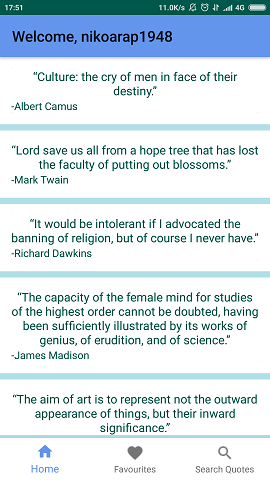 17:51
11.0K/s 4G
Welcome, nikoarap1948
“Culture: the cry of men in face of their
destiny.”
-Albert Camus
“Lord save us all from a hope tree that has lost
the faculty of putting out blossoms.”
-Mark Twain
“It would be intolerant if I advocated the
banning of religion, but of course I never have.”
-Richard Dawkins
“The capacity of the female mind for studies
of the highest order cannot be doubted, having
been sufficiently illustrated by its works of
genius, of erudition, and of science.”
-James Madison
“The aim of art is to represent not the outward
appearance of things, but their inward
significance.”
Home
Favourites
Search Quotes